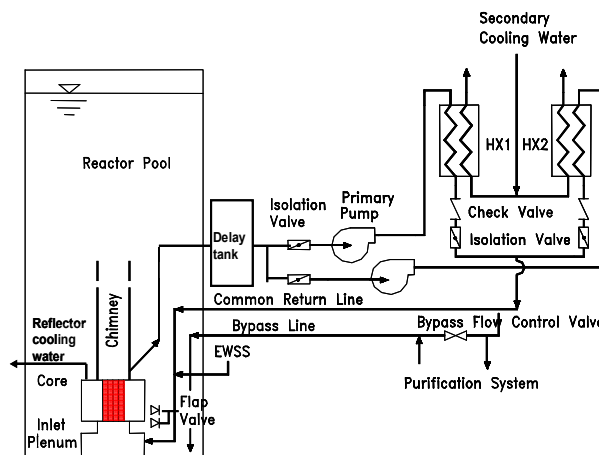 Secondary
Cooling Water
Reactor Pool
HX1
HX2
Isolation
Valve
Primary
Pump
Check Valve
Isolation Valve
Delay
tank
Chimney
Common Return Line
Bypass Line
Bypass Flow Control Valve
Reflector
cooling
water
EWSS
Purification System
Core
Flap
Valve
Inlet
Plenum